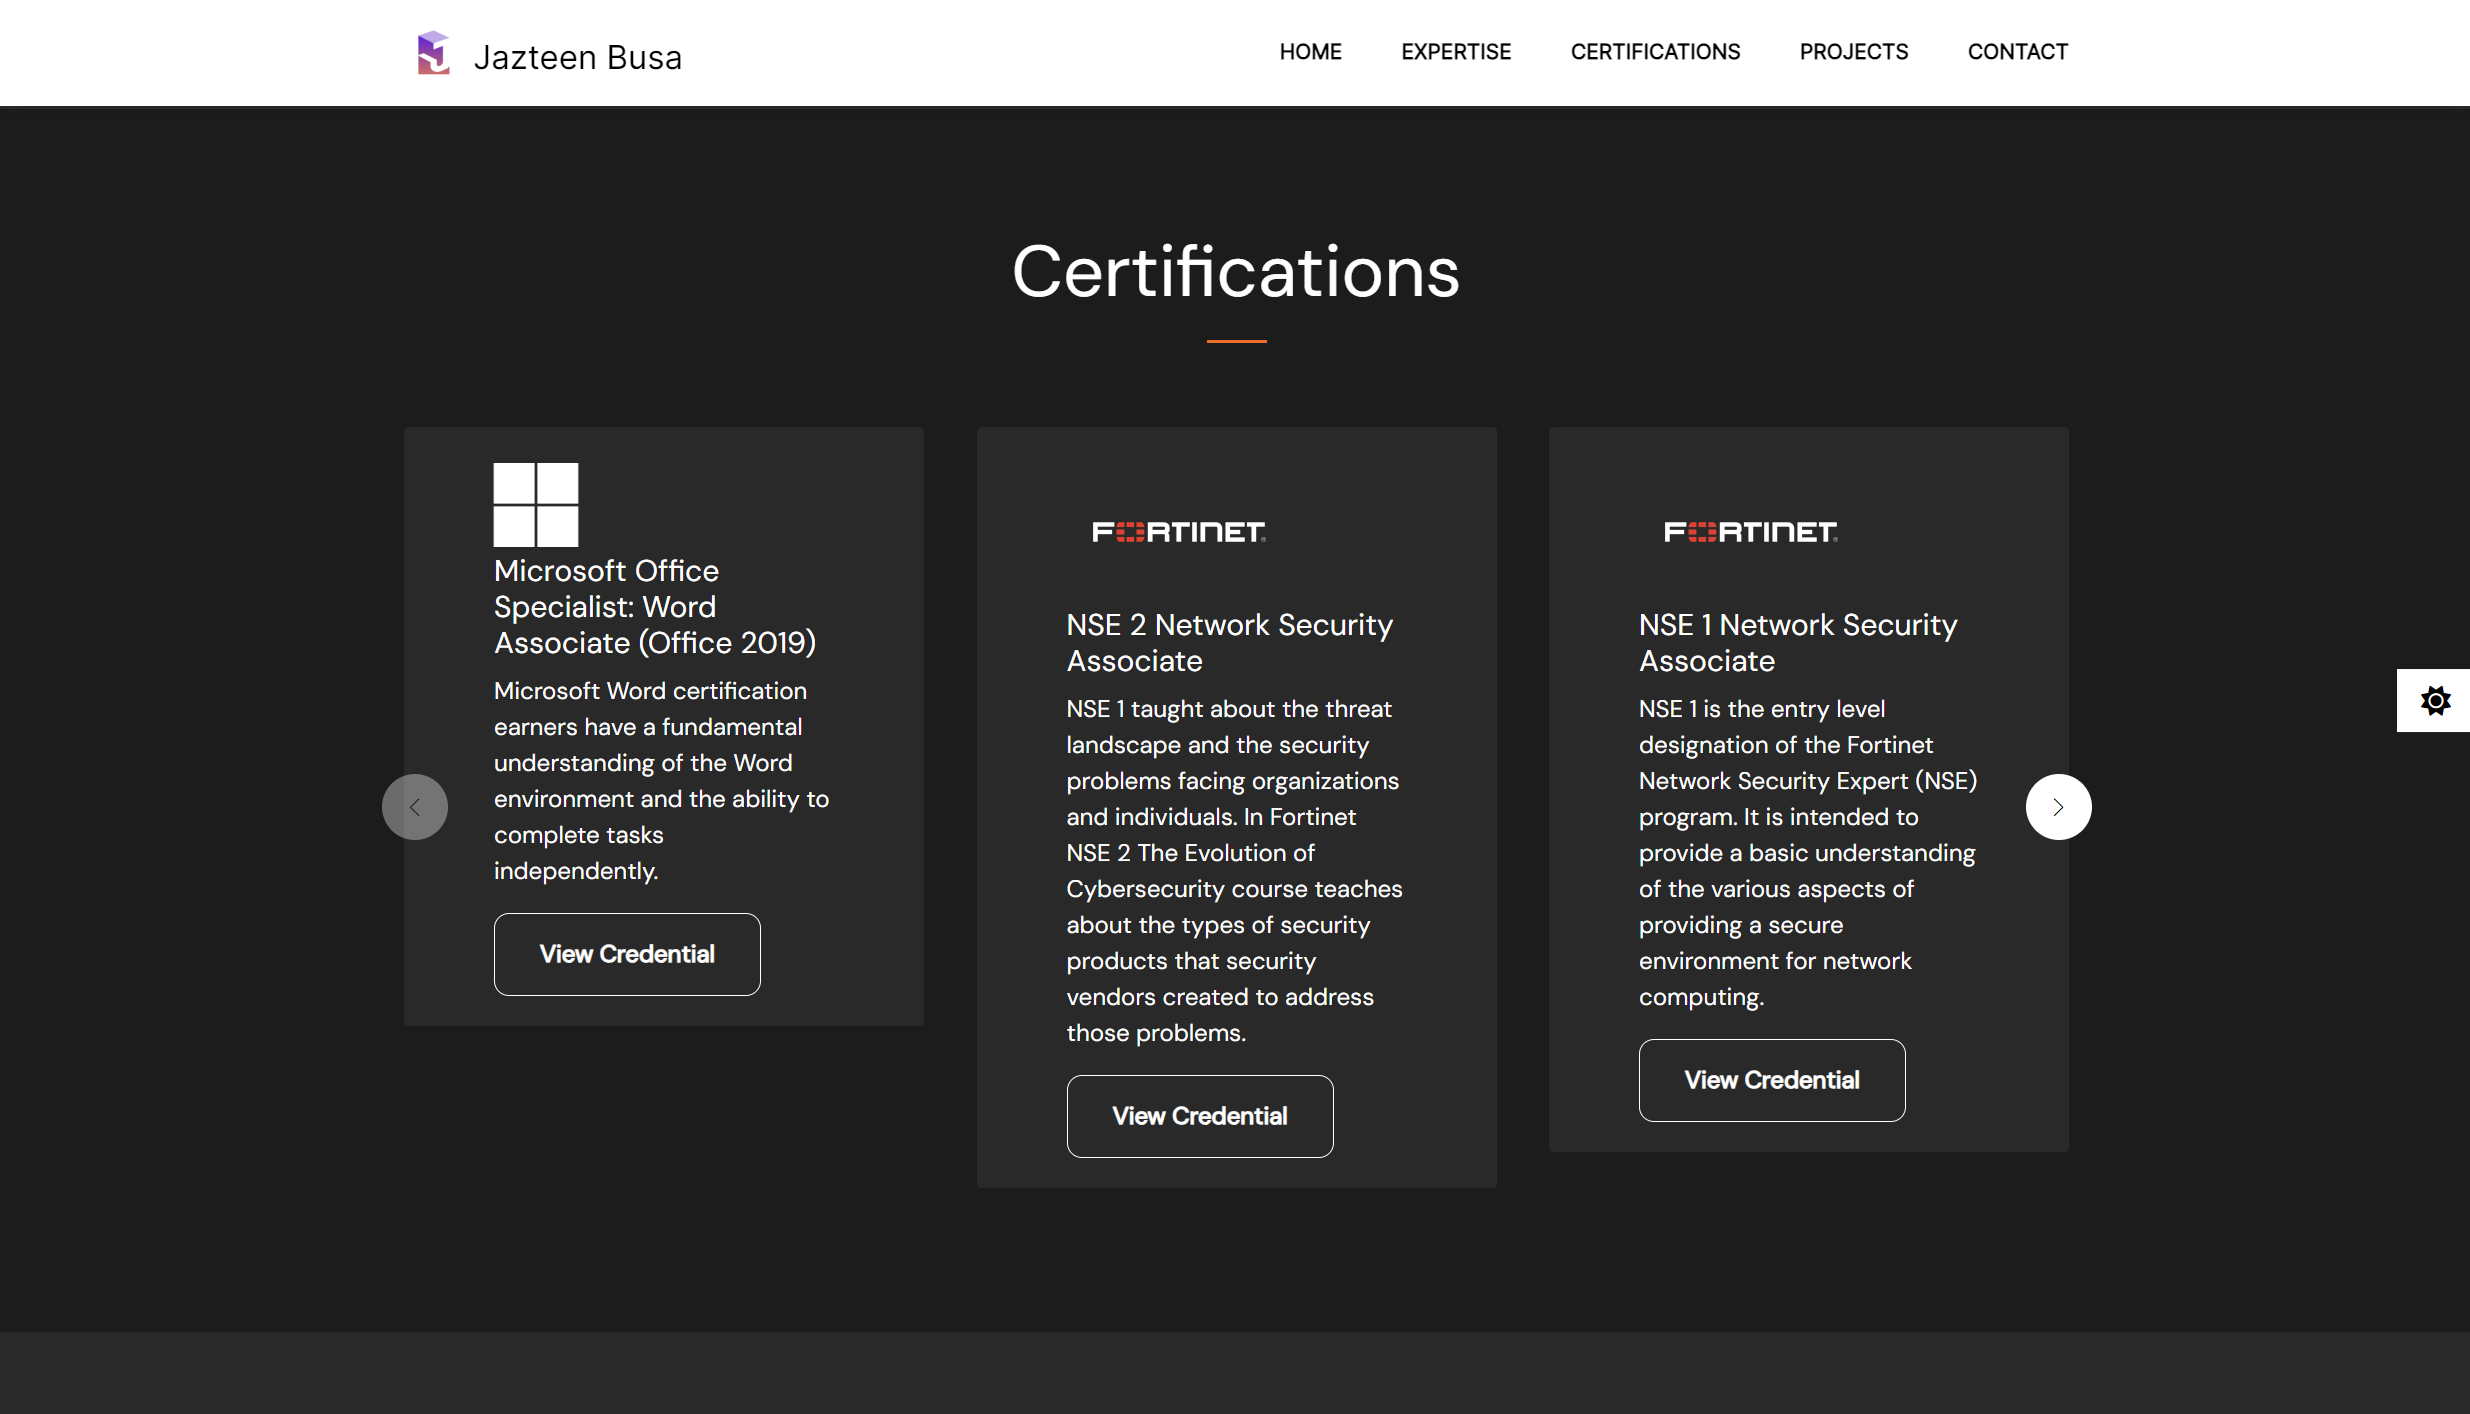 Jazteen Busa
HOME
EXPERTISE
CERTIFICATIONS
PROJECTS
CONTACT
Certifications
Microsoft Office
Specialist: Word
Associate (Office 2019)
Microsoft Word certification
earners have a fundamental
understanding of the Word
environment and the ability to
complete tasks
independently.
View Credential
FORTINET
NSE 2 Network Security
Associate
NSE 1 taught about the threat
landscape and the security
problems facing organizations
and individuals. In Fortinet
NSE 2 The Evolution of
Cybersecurity course teaches
about the types of security
products that security
vendors created to address
those problems.
View Credential
FORTINET
NSE 1 Network Security
Associate
NSE 1 is the entry level
designation of the Fortinet
Network Security Expert (NSE)
program. It is intended to
provide a basic understanding
of the various aspects of
providing a secure
environment for network
computing.
View Credential